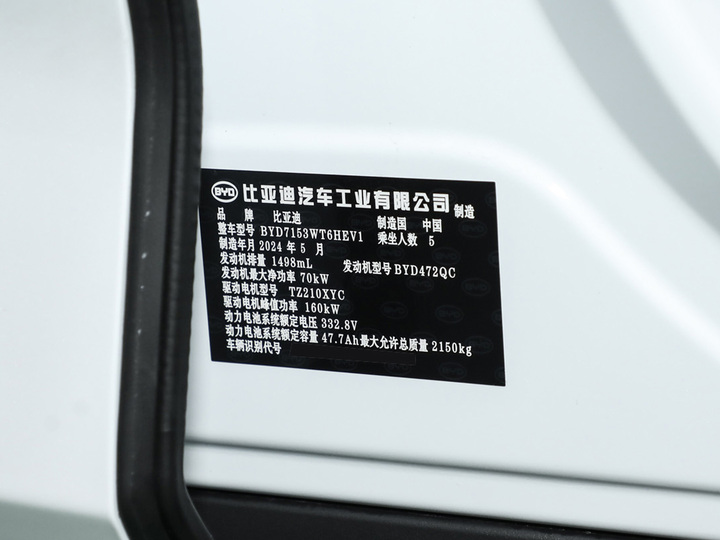 BYD 比亚迪汽车工业有限公司 制造
品 牌 比亚迪 制造国 中国
整车型号 BYD7153WT6HEV1 乘坐人数 5
制造年月 2024 年 5 月
发动机排量 1498mL 发动机型号 BYD472QC
发动机最大净功率 70kW
驱动电机型号 TZ210XYC
驱动电机峰值功率 160kW
动力电池系统额定电压 332.8V
动力电池系统额定容量 47.7Ah 最大允许总质量 2150kg
车辆识别代号